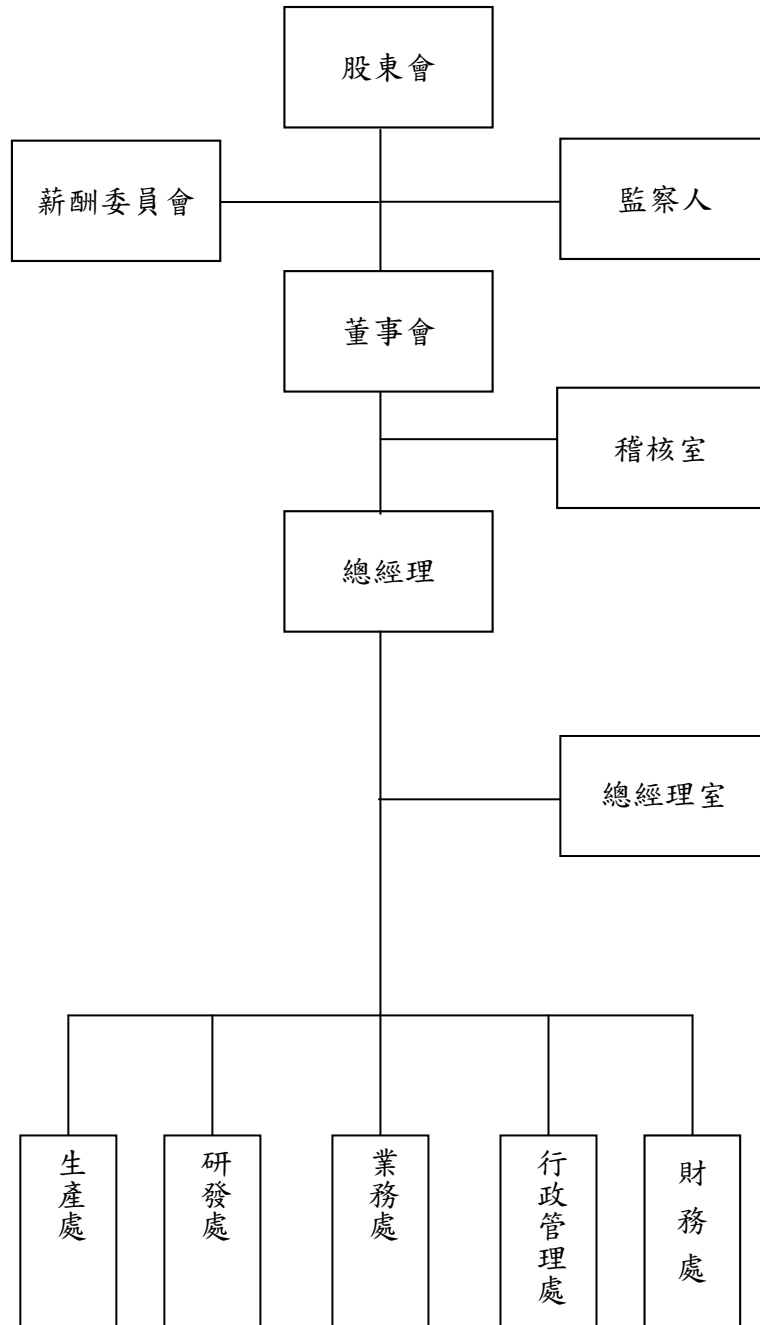 股東會
薪酬委員會
監察人
董事會
稽核室
總經理
總經理室
生產處
研發處
業務處
行政管理處
財務處